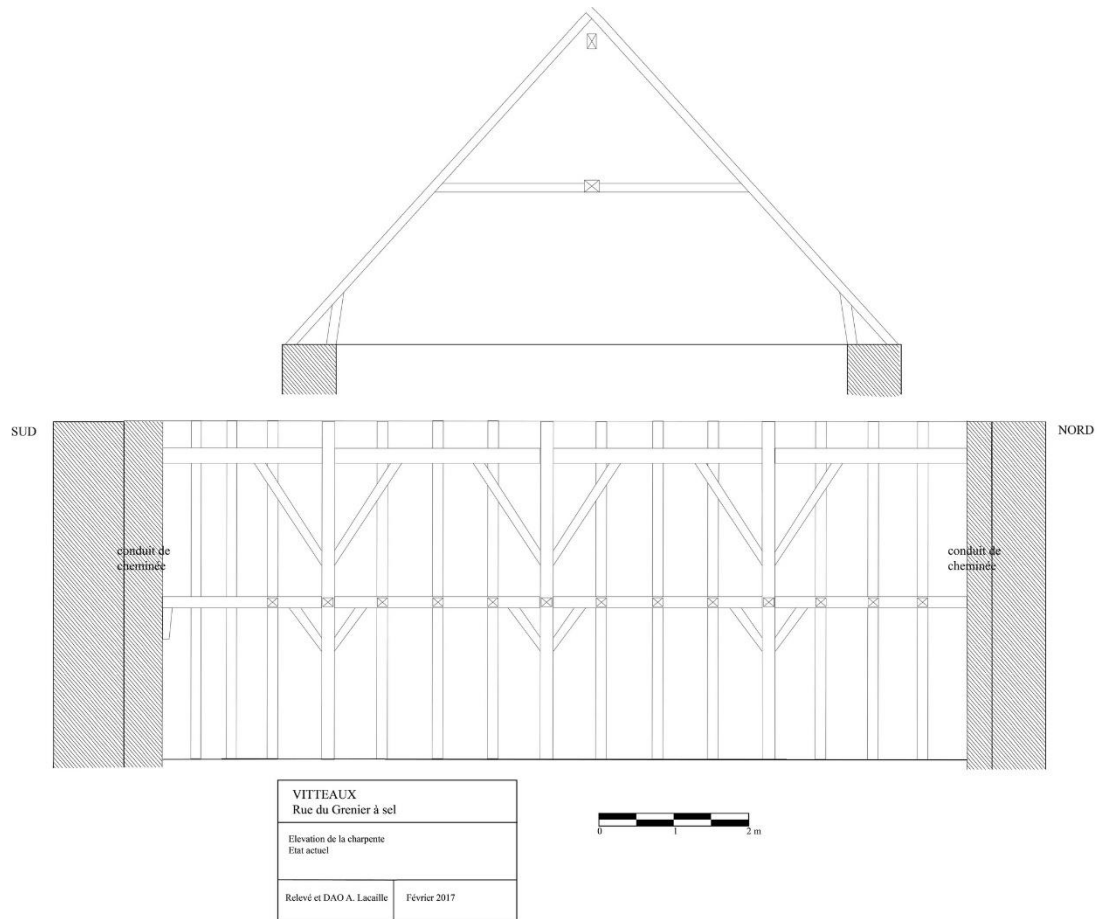 SUD
NORD
conduit de
cheminée
conduit de
cheminée
VITTEAUX
Rue du Grenier à sel
Elevation de la charpente
Etat actuel
Relevé et DAO A. Lacaille
Février 2017
0 1 2 m